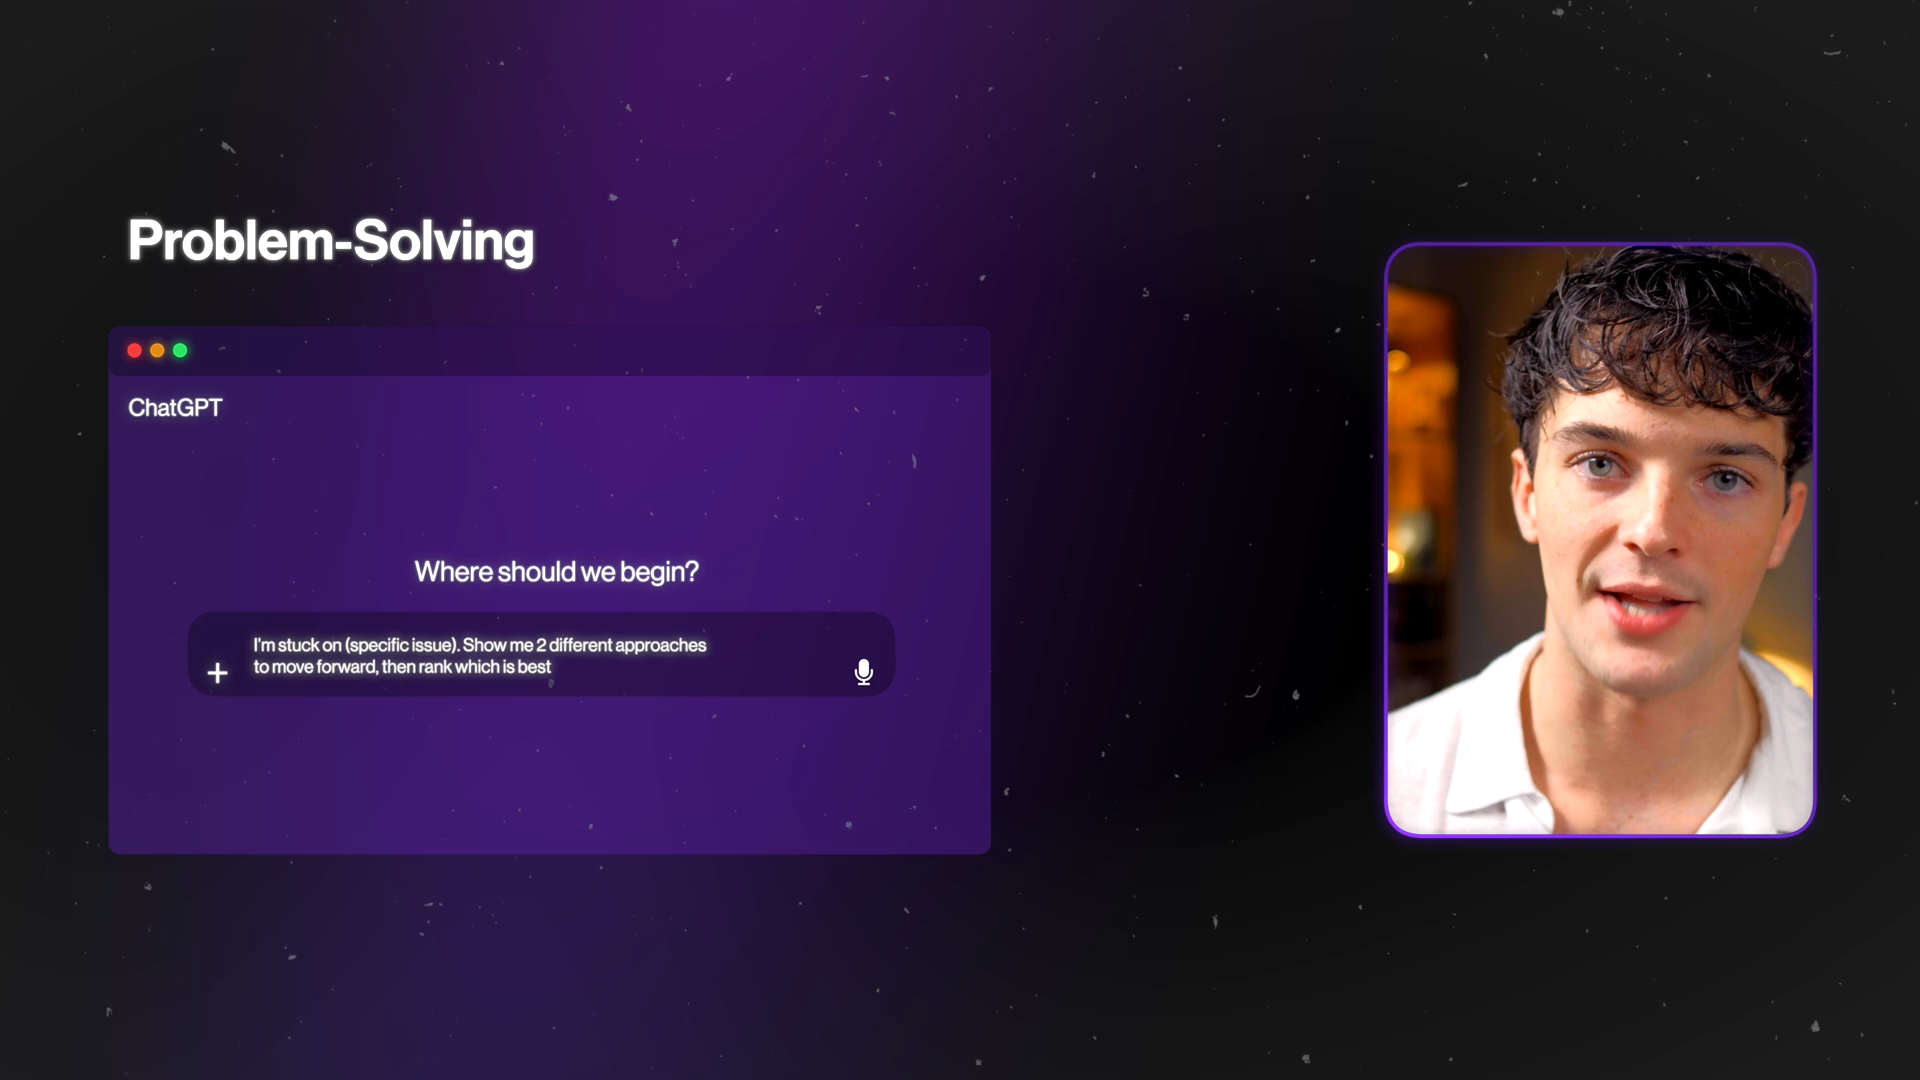 Problem-Solving
ChatGPT
Where should we begin?
I'm stuck on (specific issue). Show me 2 different approaches
to move forward, then rank which is best